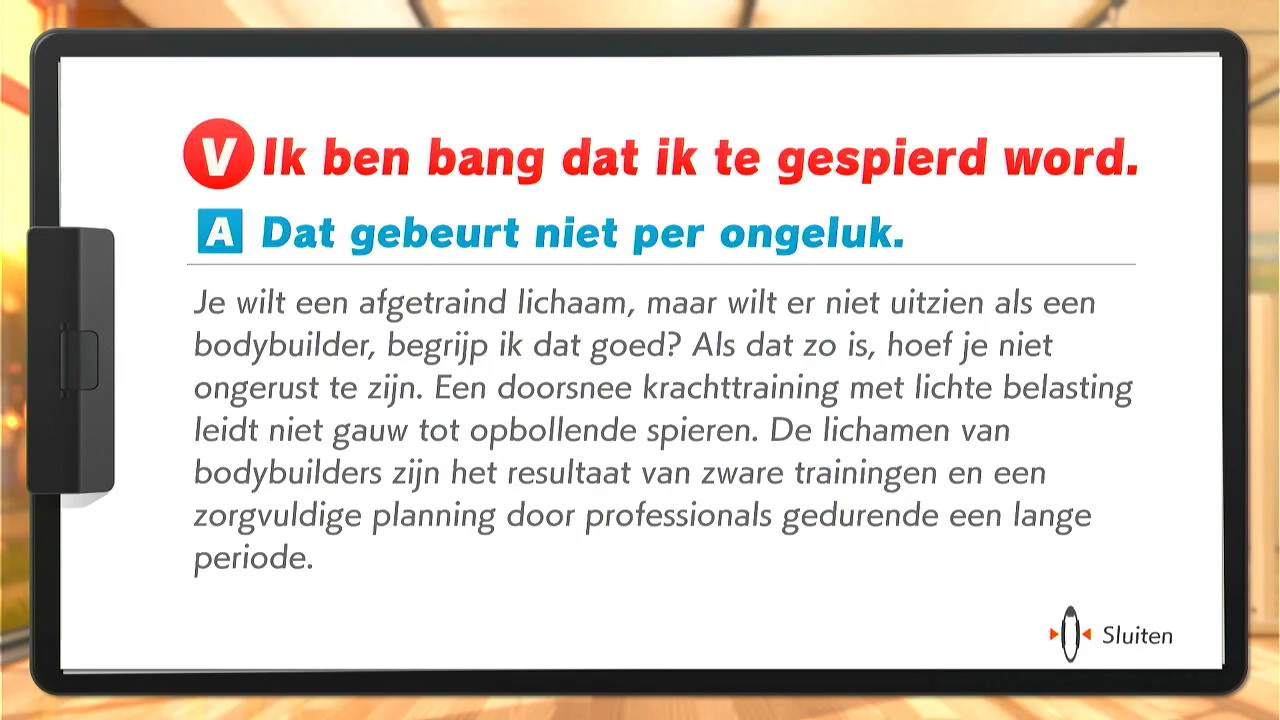 V Ik ben bang dat ik te gespierd word.
A Dat gebeurt niet per ongeluk.
Je wilt een afgetraind lichaam, maar wilt er niet uitzien als een
bodybuilder, begrijp ik dat goed? Als dat zo is, hoef je niet
ongerust te zijn. Een doorsnee krachttraining met lichte belasting
leidt niet gauw tot opbollende spieren. De lichamen van
bodybuilders zijn het resultaat van zware trainingen en een
zorgvuldige planning door professionals gedurende een lange
periode.
Sluiten